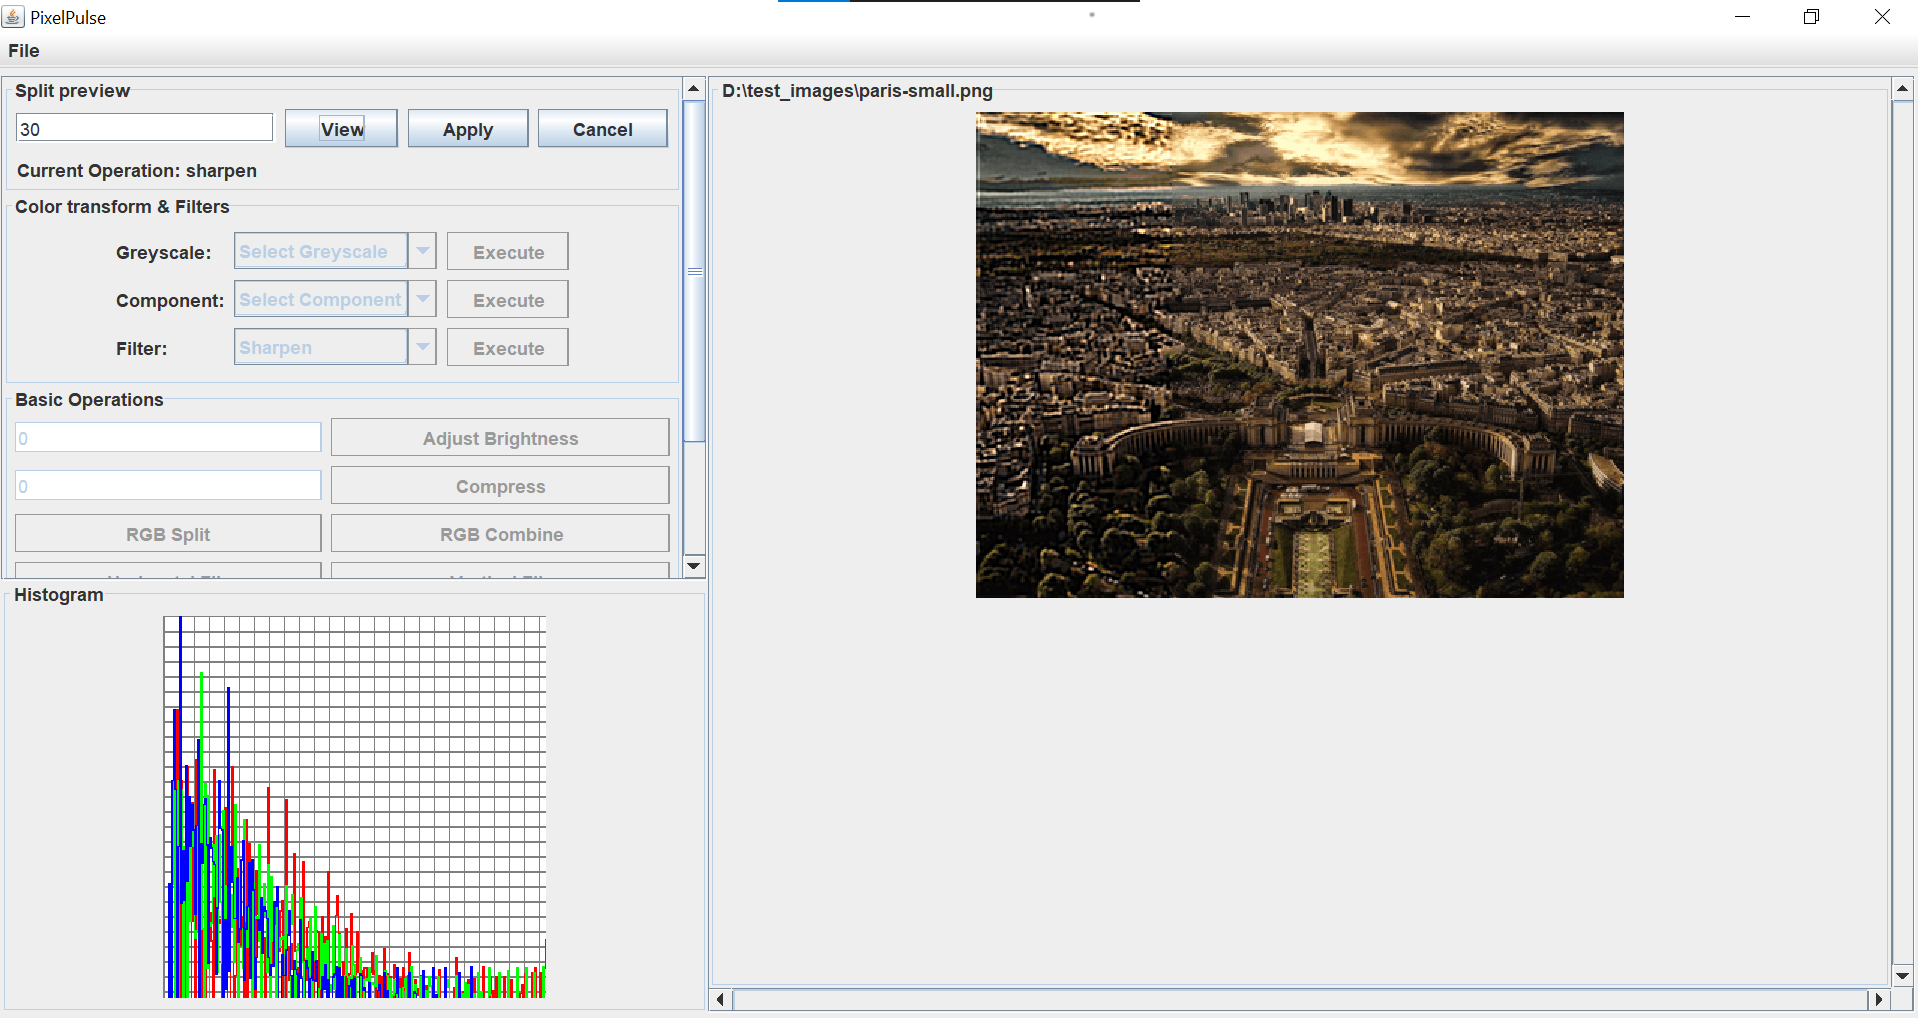 PixelPulse
File
Split preview
30 View Apply Cancel
Current Operation: sharpen
Color transform & Filters
Greyscale: Select Greyscale Execute
Component: Select Component Execute
Filter: Sharpen Execute
Basic Operations
0 Adjust Brightness
0 Compress
RGB Split RGB Combine
Histogram
D:\test_images\paris-small.png